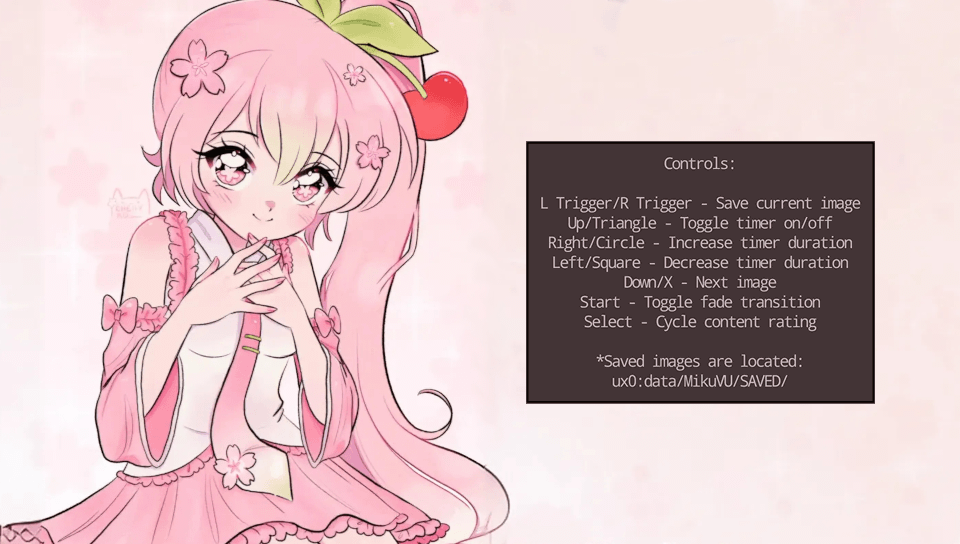 Controls:
L Trigger/R Trigger - Save current image
Up/Triangle - Toggle timer on/off
Right/Circle - Increase timer duration
Left/Square - Decrease timer duration
Down/X - Next image
Start - Toggle fade transition
Select - Cycle content rating
*Saved images are located:
ux0:data/MikuVU/SAVED/